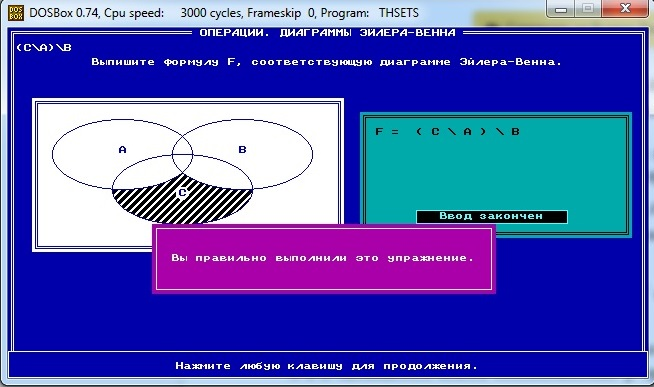 DOSBox 0.74, Cpu speed: 3000 cycles, Frameskip 0, Program: THSETS
ОПЕРАЦИИ. ДИАГРАММЫ ЭЙЛЕРА-ВЕННА
(C\A)\B
Выпишите формулу F, соответствующую диаграмме Эйлера-Венна.
A B
C
F = ( C \ A ) \ B
Ввод закончен
Вы правильно выполнили это упражнение.
Нажмите любую клавишу для продолжения.